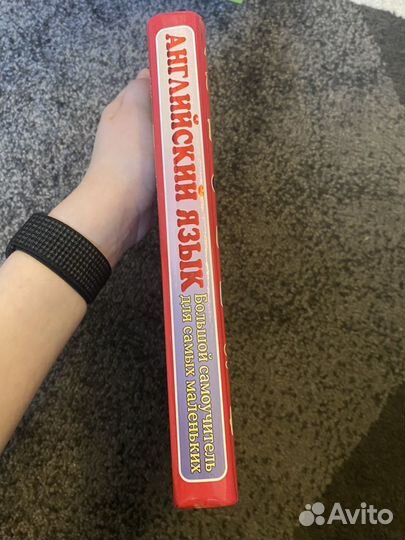 АНГЛИЙСКИЙ ЯЗЫК
Большой самоучитель
для самых маленьких
Avito